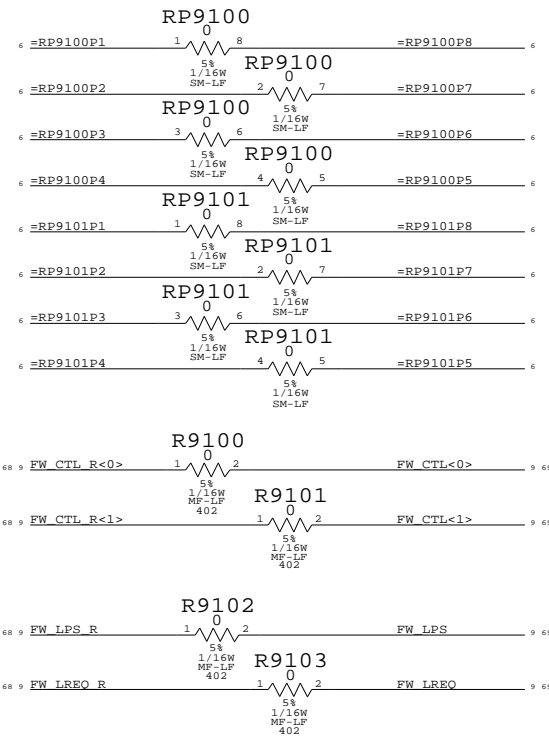 RP9100
0
6 =RP9100P1 1 8 =RP9100P8 6
5%
1/16W
SM-LF
RP9100
0
6 =RP9100P2 2 7 =RP9100P7 6
5%
1/16W
SM-LF
RP9100
0
6 =RP9100P3 3 6 =RP9100P6 6
5%
1/16W
SM-LF
RP9100
0
6 =RP9100P4 4 5 =RP9100P5 6
5%
1/16W
SM-LF
RP9101
0
6 =RP9101P1 1 8 =RP9101P8 6
5%
1/16W
SM-LF
RP9101
0
6 =RP9101P2 2 7 =RP9101P7 6
5%
1/16W
SM-LF
RP9101
0
6 =RP9101P3 3 6 =RP9101P6 6
5%
1/16W
SM-LF
RP9101
0
6 =RP9101P4 4 5 =RP9101P5 6
5%
1/16W
SM-LF
R9100
0
68 9 FW_CTL_R<0> 1 2 FW_CTL<0> 9 69
5%
1/16W
MF-LF
402
R9101
0
68 9 FW_CTL_R<1> 1 2 FW_CTL<1> 9 69
5%
1/16W
MF-LF
402
R9102
0
68 9 FW_LPS_R 1 2 FW_LPS 9 69
5%
1/16W
MF-LF
402
R9103
0
68 9 FW_LREQ_R 1 2 FW_LREQ 9 69
5%
1/16W
MF-LF
402